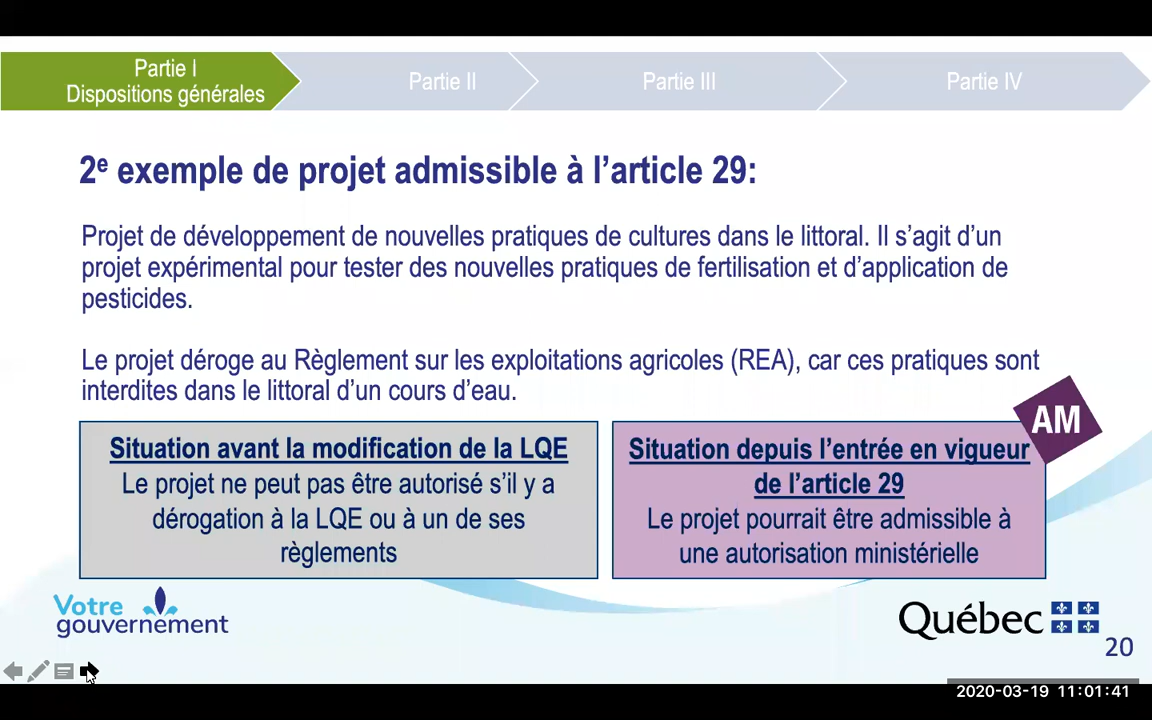 Partie I
Dispositions générales
Partie II
Partie III
Partie IV
2e exemple de projet admissible à l’article 29:
Projet de développement de nouvelles pratiques de cultures dans le littoral. Il s’agit d’un
projet expérimental pour tester des nouvelles pratiques de fertilisation et d’application de
pesticides.
Le projet déroge au Règlement sur les exploitations agricoles (REA), car ces pratiques sont
interdites dans le littoral d’un cours d’eau.
AM
Situation avant la modification de la LQE
Le projet ne peut pas être autorisé s’il y a
dérogation à la LQE ou à un de ses
règlements
Situation depuis l’entrée en vigueur
de l’article 29
Le projet pourrait être admissible à
une autorisation ministérielle
Votre
gouvernement
Québec
20
2020-03-19 11:01:41